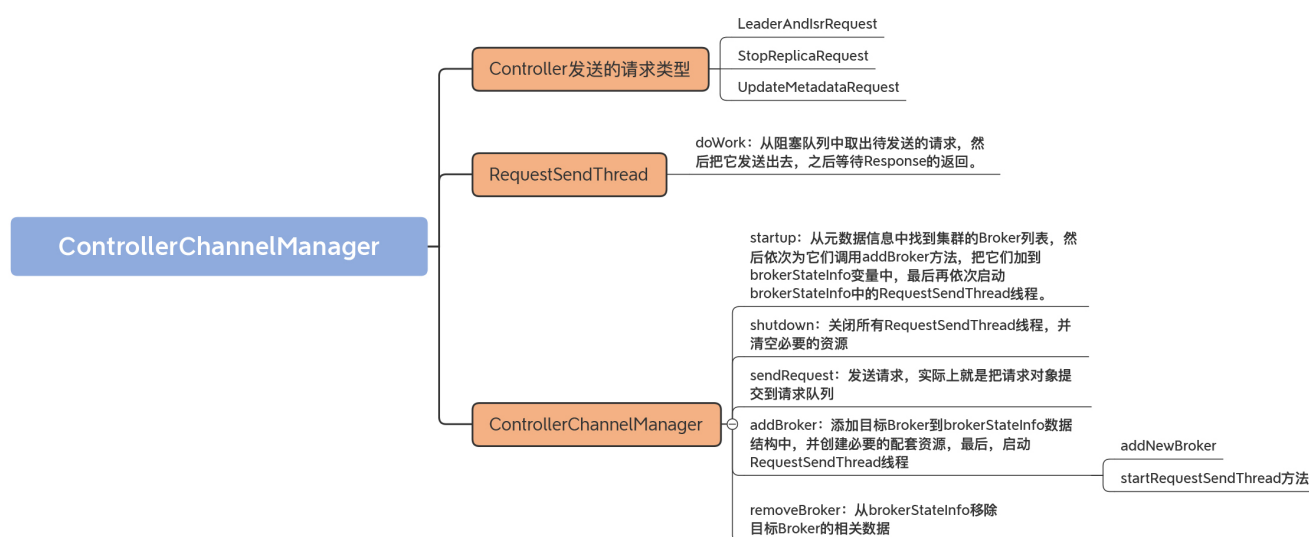 ControllerChannelManager
Controller发送的请求类型
LeaderAndIsrRequest
StopReplicaRequest
UpdateMetadataRequest
RequestSendThread
doWork：从阻塞队列中取出待发送的请求，然
后把它发送出去，之后等待Response的返回。
ControllerChannelManager
startup：从元数据信息中找到集群的Broker列表，然
后依次为它们调用addBroker方法，把它们加到
brokerStateInfo变量中，最后再依次启动
brokerStateInfo中的RequestSendThread线程。
shutdown：关闭所有RequestSendThread线程，并
清空必要的资源
sendRequest：发送请求，实际上就是把请求对象提
交到请求队列
addBroker：添加目标Broker到brokerStateInfo数据
结构中，并创建必要的配套资源，最后，启动
RequestSendThread线程
addNewBroker
startRequestSendThread方法
removeBroker：从brokerStateInfo移除
目标Broker的相关数据